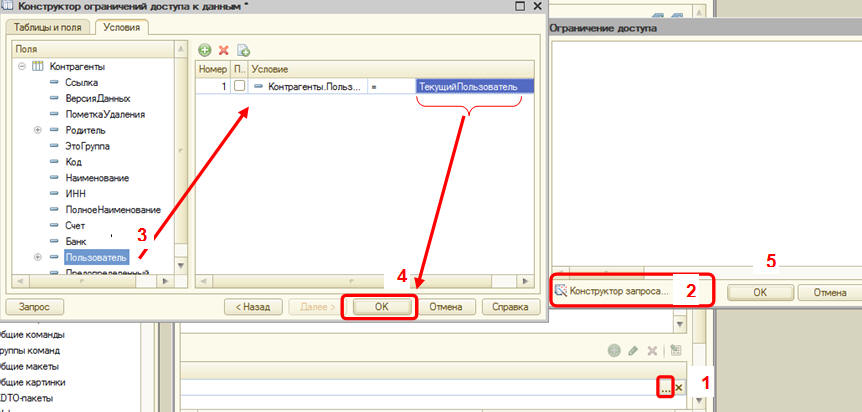 Конструктор ограничений доступа к данным *
Таблицы и поля
Условия
Поля
Контрагенты
Ссылка
ВерсияДанных
ПометкаУдаления
Родитель
ЭтоГруппа
Код
Наименование
ИНН
ПолноеНаименование
Счет
Банк
Пользователь
Предопределенный
Номер П.. Условие
1 Контрагенты.Польз... = ТекущийПользователь
3
4
Запрос
< Назад
Далее >
OK
Отмена
Справка
Ограничение доступа
5
Конструктор запроса...
2
OK
Отмена
бщие команды
руппы команд
бщие макеты
бщие картинки
DTO-пакеты
... ×
1